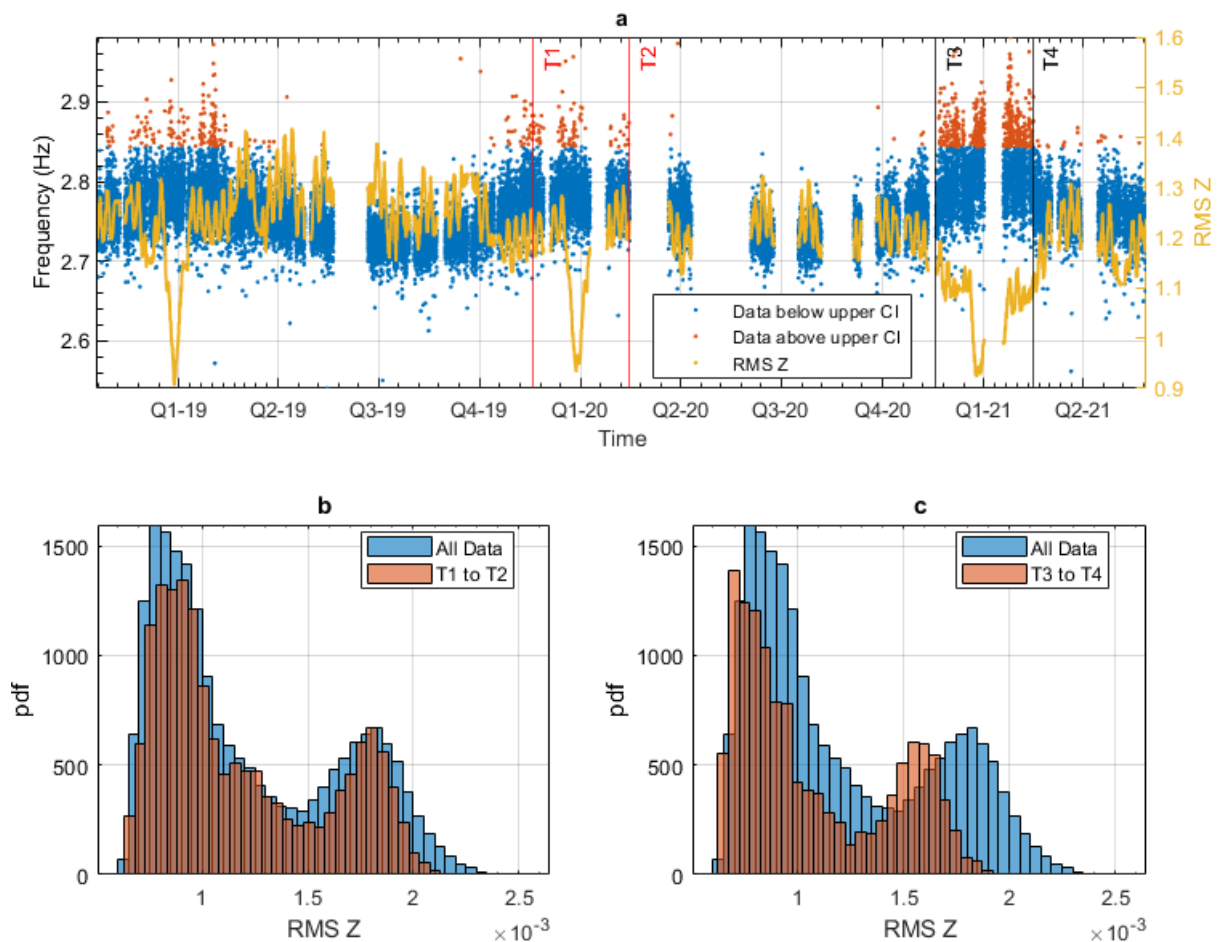 a
T1
T2
T3
T4
2.9
2.8
2.7
2.6
Frequency (Hz)
1.6
1.5
1.4
1.3
1.2
1.1
1
0.9
RMS Z
Data below upper CI
Data above upper CI
RMS Z
Q1-19 Q2-19 Q3-19 Q4-19 Q1-20 Q2-20 Q3-20 Q4-20 Q1-21 Q2-21
Time
b
1500
1000
500
0
pdf
All Data
T1 to T2
1 1.5 2 2.5
RMS Z
× 10⁻³
c
1500
1000
500
0
pdf
All Data
T3 to T4
1 1.5 2 2.5
RMS Z
× 10⁻³